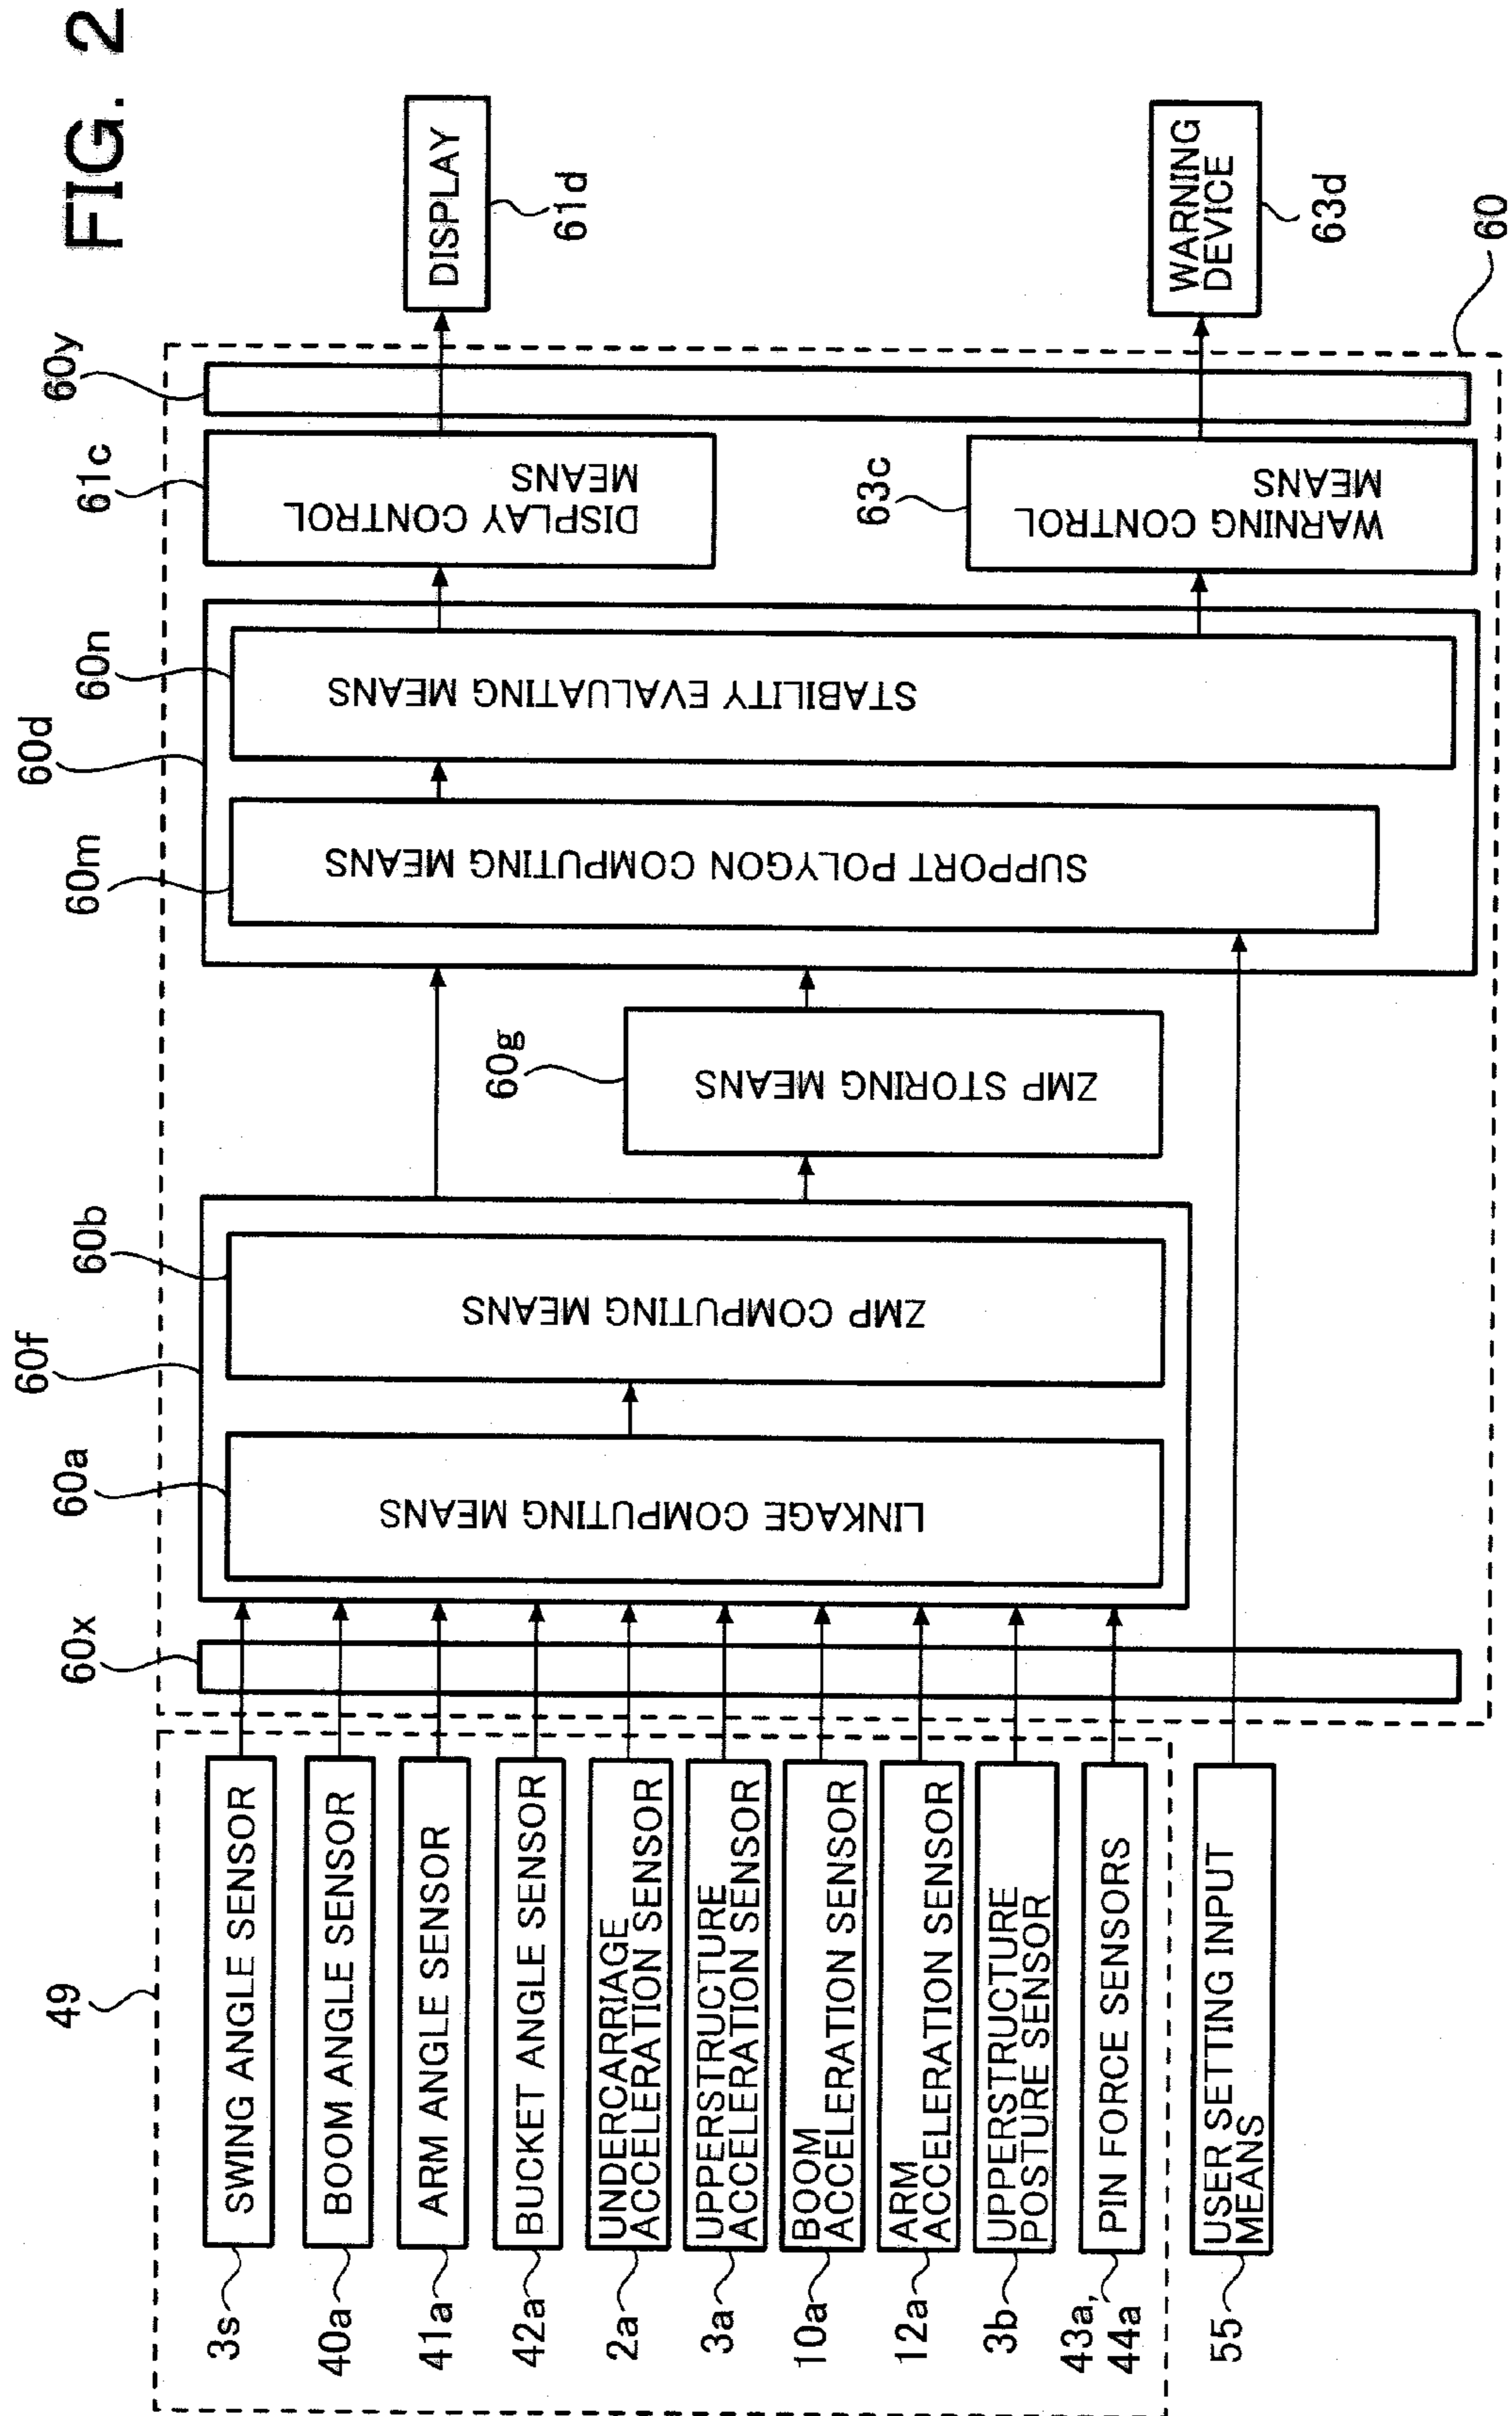 FIG. 2
49
3s
SWING ANGLE SENSOR
40a
BOOM ANGLE SENSOR
41a
ARM ANGLE SENSOR
42a
BUCKET ANGLE SENSOR
2a
UNDERCARRIAGE
ACCELERATION SENSOR
3a
UPPERSTRUCTURE
ACCELERATION SENSOR
10a
BOOM
ACCELERATION SENSOR
12a
ARM
ACCELERATION SENSOR
3b
UPPERSTRUCTURE
POSTURE SENSOR
43a,
44a
PIN FORCE SENSORS
55
USER SETTING INPUT
MEANS
60x
60f
60a
LINKAGE COMPUTING MEANS
60b
ZMP COMPUTING MEANS
60g
ZMP STORING MEANS
60d
60m
SUPPORT POLYGON COMPUTING MEANS
60n
STABILITY EVALUATING MEANS
61c
DISPLAY CONTROL
MEANS
63c
WARNING CONTROL
MEANS
60y
DISPLAY
61d
WARNING
DEVICE
63d
60